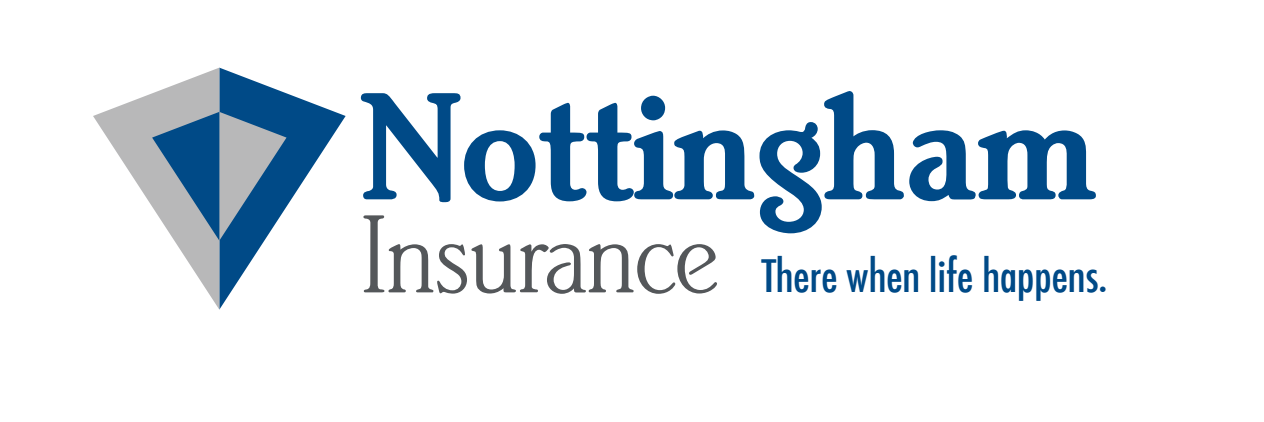 Nottingham
Insurance
There when life happens.